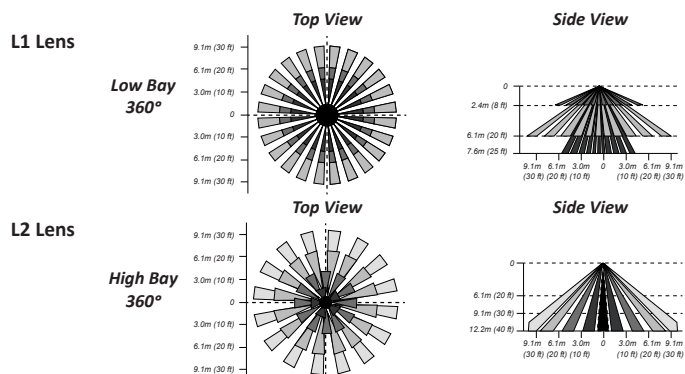 L1 Lens
Low Bay
360°
Top View
9.1m (30 ft)
6.1m (20 ft)
3.0m (10 ft)
0
3.0m (10 ft)
6.1m (20 ft)
9.1m (30 ft)
Side View
0
2.4m (8 ft)
6.1m (20 ft)
7.6m (25 ft)
9.1m 6.1m 3.0m 0 3.0m 6.1m 9.1m
(30 ft) (20 ft) (10 ft) (10 ft) (20 ft) (30 ft)
L2 Lens
High Bay
360°
Top View
9.1m (30 ft)
6.1m (20 ft)
3.0m (10 ft)
0
3.0m (10 ft)
6.1m (20 ft)
9.1m (30 ft)
Side View
0
6.1m (20 ft)
9.1m (30 ft)
12.2m (40 ft)
9.1m 6.1m 3.0m 0 3.0m 6.1m 9.1m
(30 ft) (20 ft) (10 ft) (10 ft) (20 ft) (30 ft)